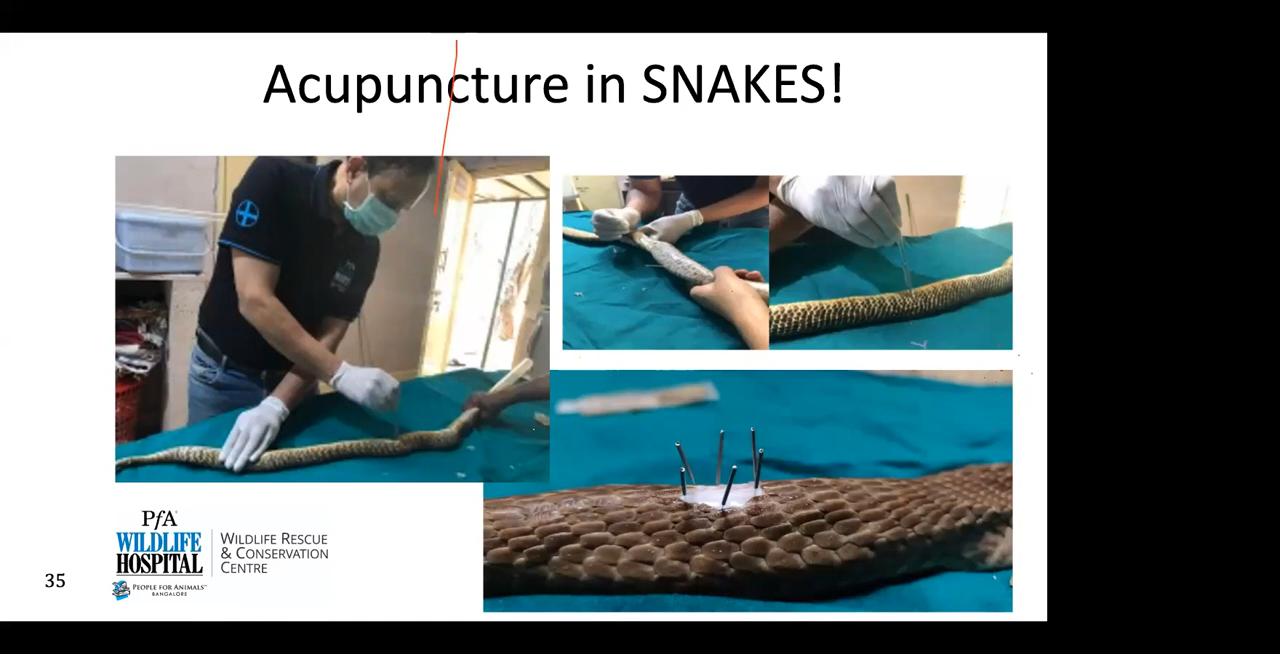 Acupuncture in SNAKES!
PfA
WILDLIFE
HOSPITAL
PEOPLE FOR ANIMALS
BANGALORE
WILDLIFE RESCUE
& CONSERVATION
CENTRE
35